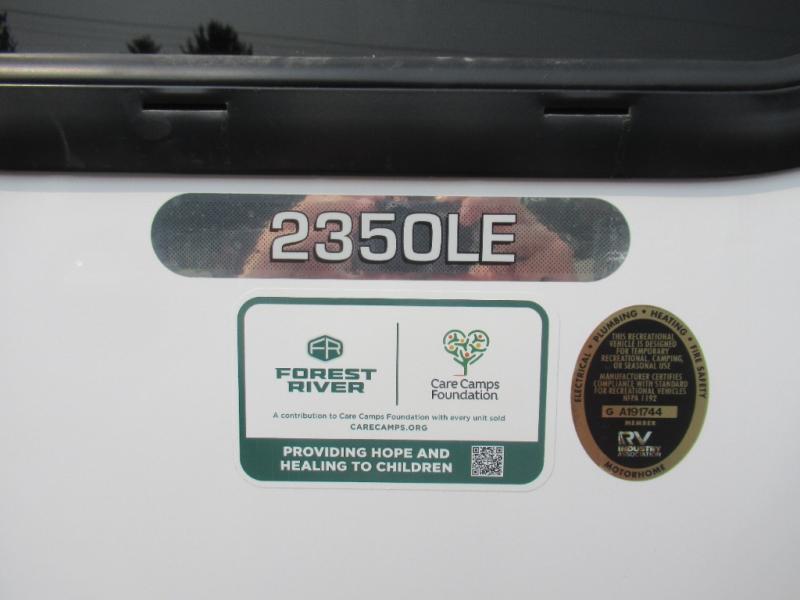 2350LE
FR
FOREST
RIVER
Care Camps
Foundation
A contribution to Care Camps Foundation with every unit sold
CARECAMPS.ORG
PROVIDING HOPE AND
HEALING TO CHILDREN
ELECTRICAL • PLUMBING • HEATING • FIRE SAFETY
THIS RECREATIONAL
VEHICLE IS DESIGNED
FOR TEMPORARY
RECREATIONAL, CAMPING,
OR SEASONAL USE
MANUFACTURER CERTIFIES
COMPLIANCE WITH STANDARD
FOR RECREATIONAL VEHICLES
NFPA 1192
G A191744
MEMBER
RV
INDUSTRY
ASSOCIATION
MOTORHOME